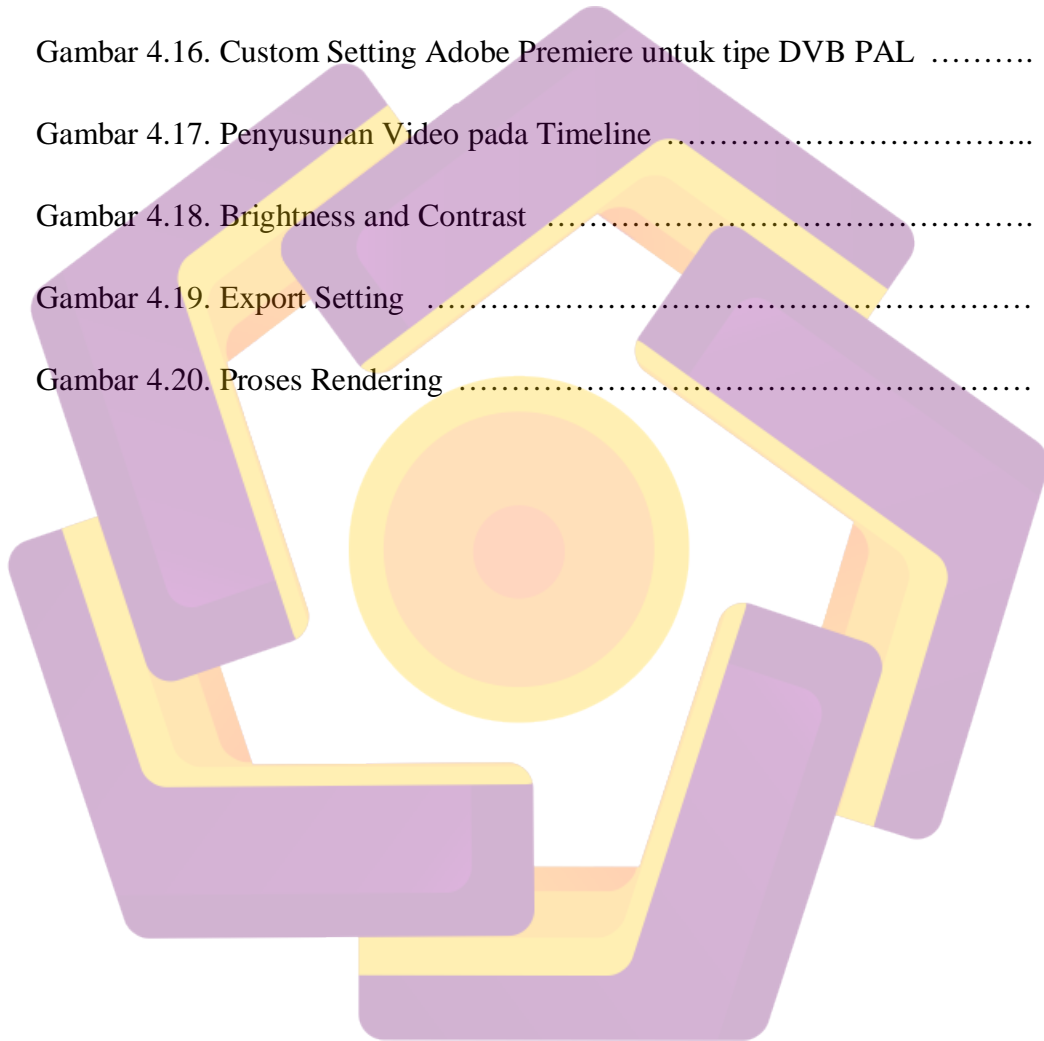 Gambar 4.16. Custom Setting Adobe Premiere untuk tipe DVB PAL ……….
Gambar 4.17. Penyusunan Video pada Timeline ……………………………..
Gambar 4.18. Brightness and Contrast ………………………………………….
Gambar 4.19. Export Setting ……………………………………………………
Gambar 4.20. Proses Rendering …………………………………………………